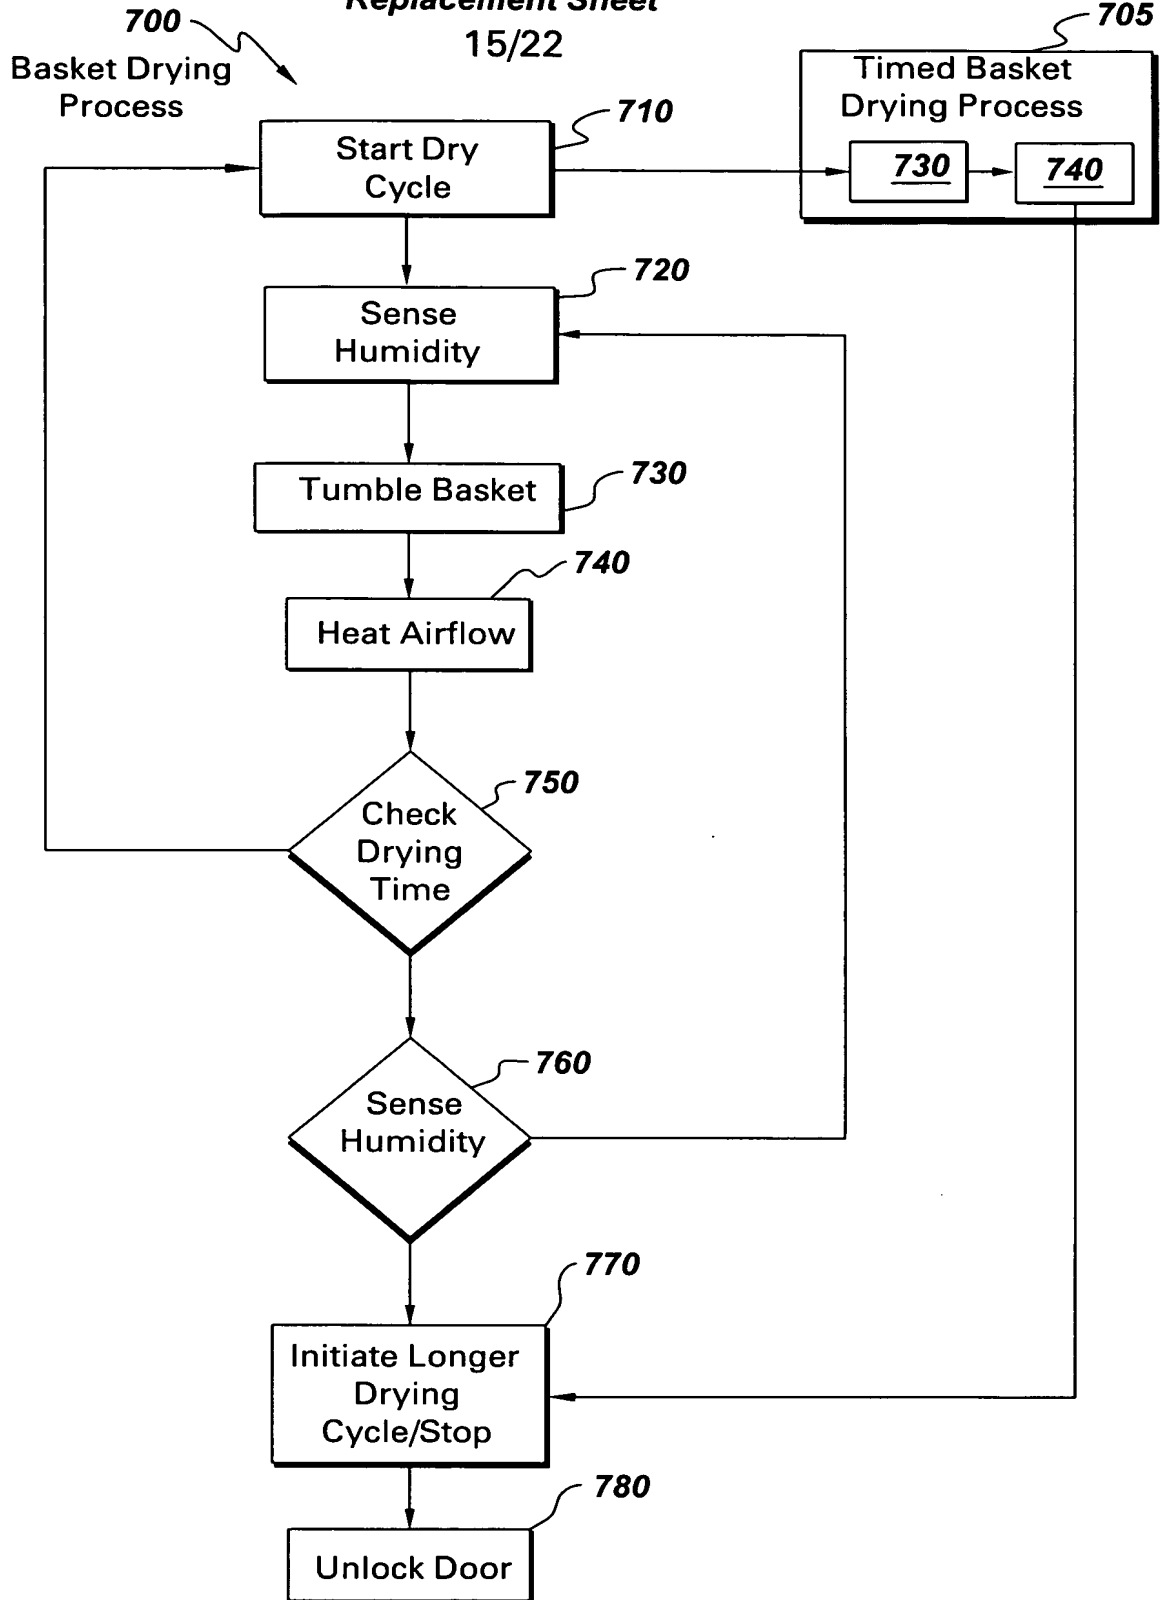 Replacement Sheet
15/22
700
Basket Drying
Process
705
Timed Basket
Drying Process
730
740
710
Start Dry
Cycle
720
Sense
Humidity
730
Tumble Basket
740
Heat Airflow
750
Check
Drying
Time
760
Sense
Humidity
770
Initiate Longer
Drying
Cycle/Stop
780
Unlock Door